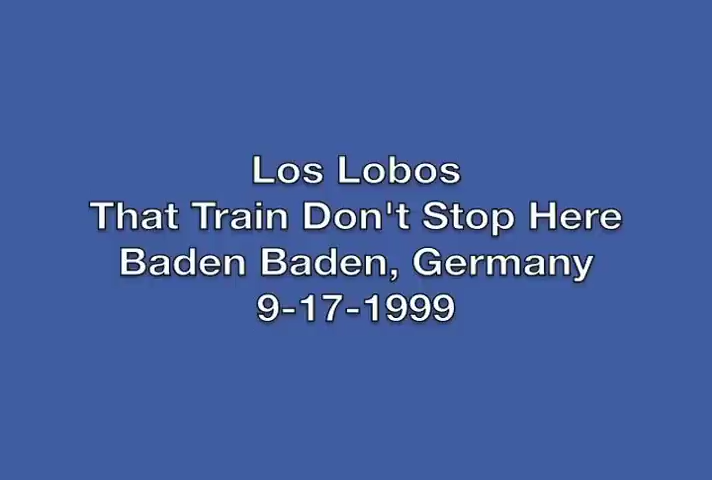 Los Lobos
That Train Don't Stop Here
Baden Baden, Germany
9-17-1999